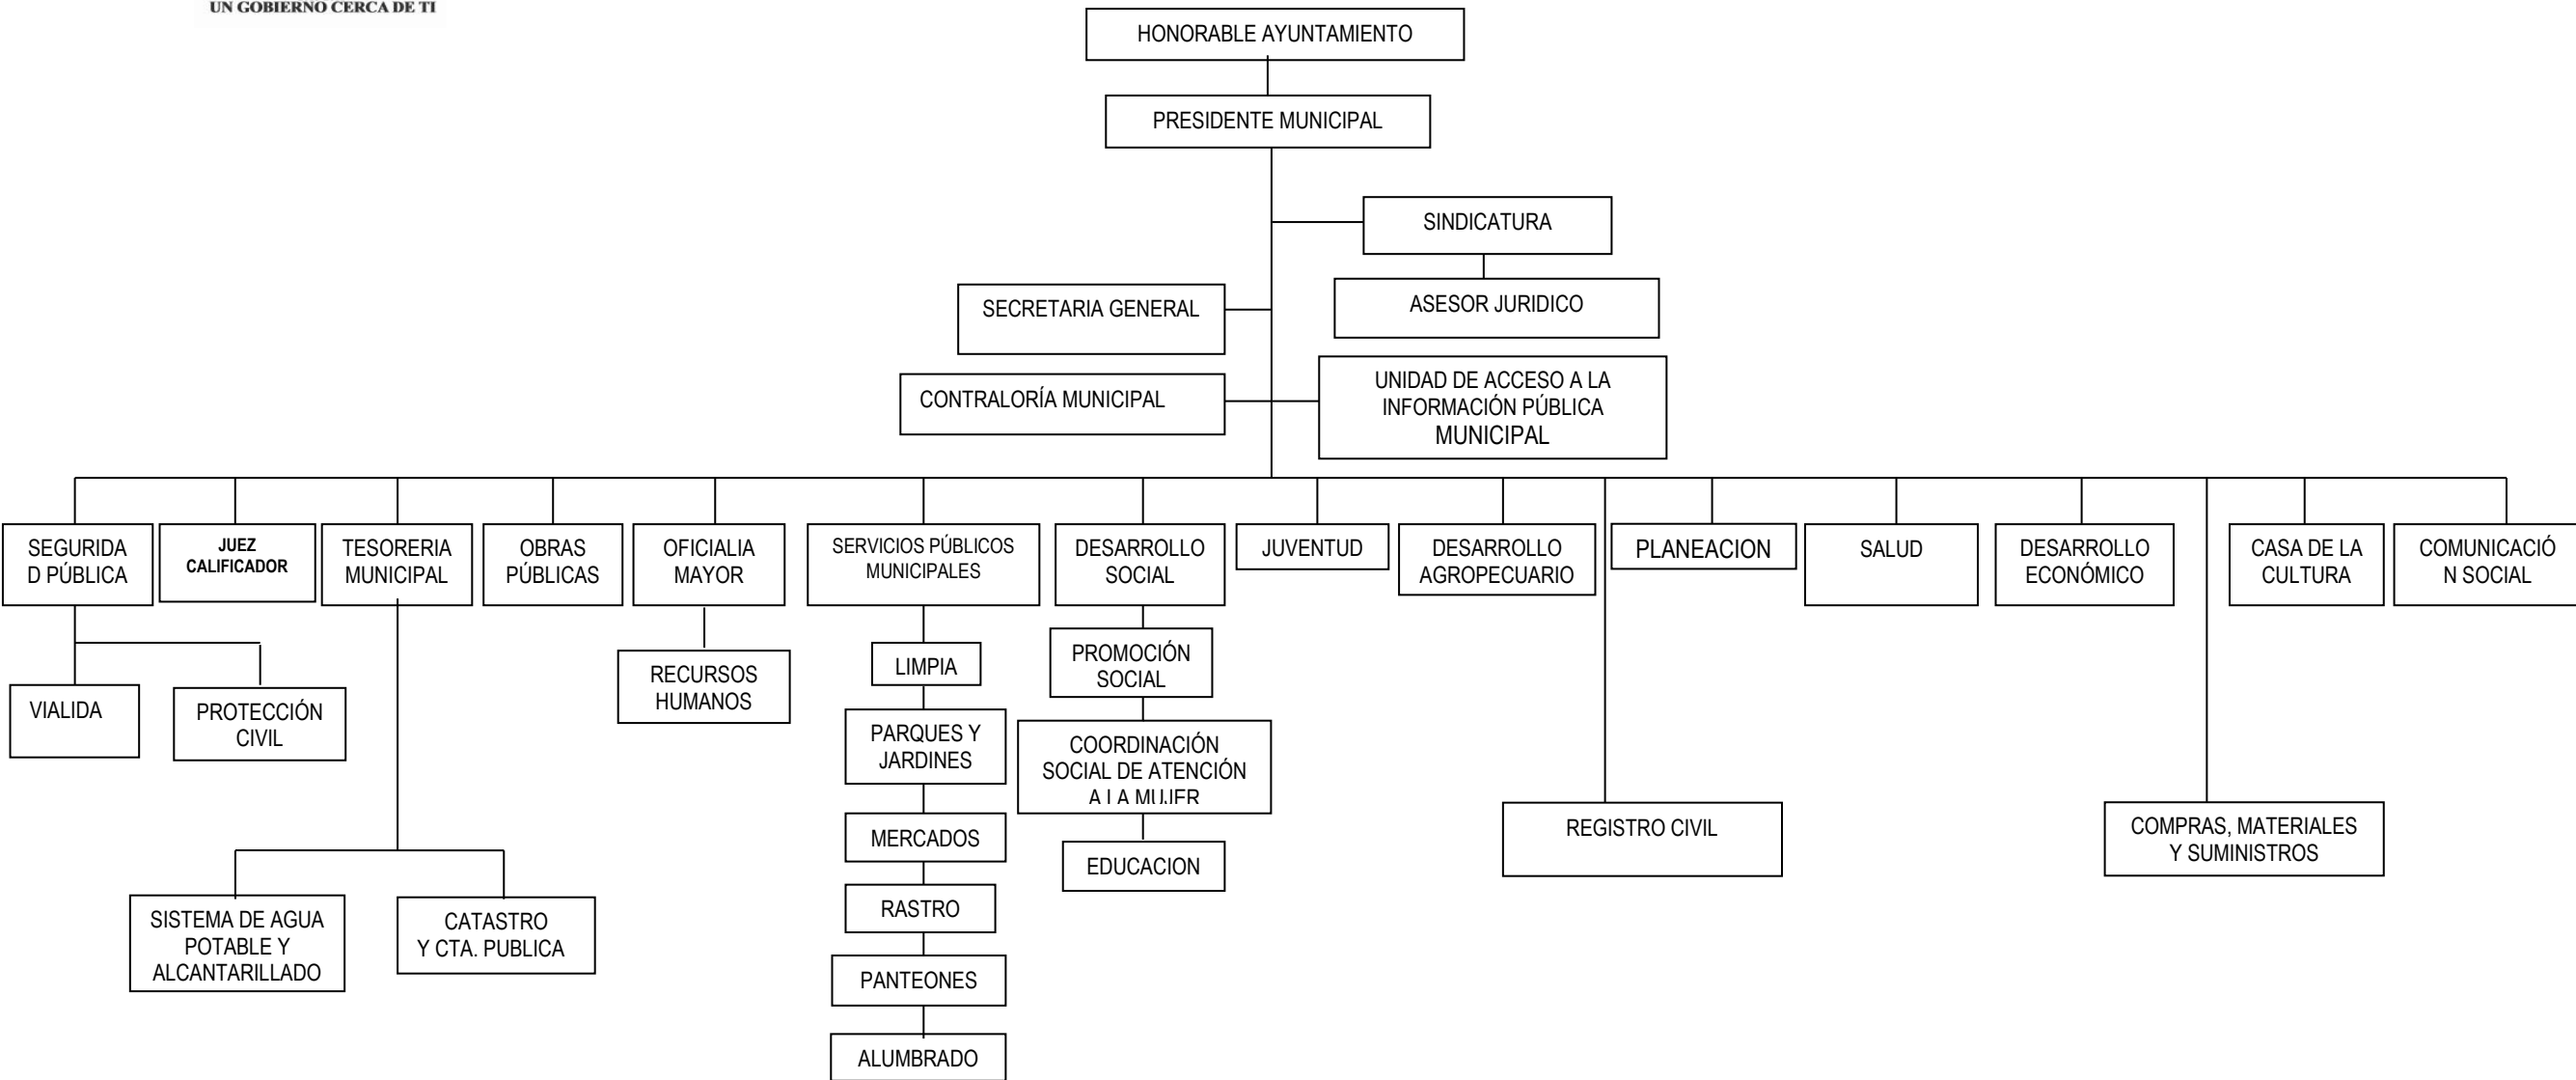 UN GOBIERNO CERCA DE TI
HONORABLE AYUNTAMIENTO
PRESIDENTE MUNICIPAL
SINDICATURA
ASESOR JURIDICO
SECRETARIA GENERAL
CONTRALORÍA MUNICIPAL
UNIDAD DE ACCESO A LA
INFORMACIÓN PÚBLICA
MUNICIPAL
SEGURIDA
D PÚBLICA
JUEZ
CALIFICADOR
TESORERIA
MUNICIPAL
OBRAS
PÚBLICAS
OFICIALIA
MAYOR
SERVICIOS PÚBLICOS
MUNICIPALES
DESARROLLO
SOCIAL
JUVENTUD
DESARROLLO
AGROPECUARIO
PLANEACION
SALUD
DESARROLLO
ECONÓMICO
CASA DE LA
CULTURA
COMUNICACIÓ
N SOCIAL
VIALIDA
PROTECCIÓN
CIVIL
RECURSOS
HUMANOS
LIMPIA
PARQUES Y
JARDINES
MERCADOS
RASTRO
PANTEONES
ALUMBRADO
PROMOCIÓN
SOCIAL
COORDINACIÓN
SOCIAL DE ATENCIÓN
A LA MUJER
EDUCACION
REGISTRO CIVIL
COMPRAS, MATERIALES
Y SUMINISTROS
SISTEMA DE AGUA
POTABLE Y
ALCANTARILLADO
CATASTRO
Y CTA. PUBLICA